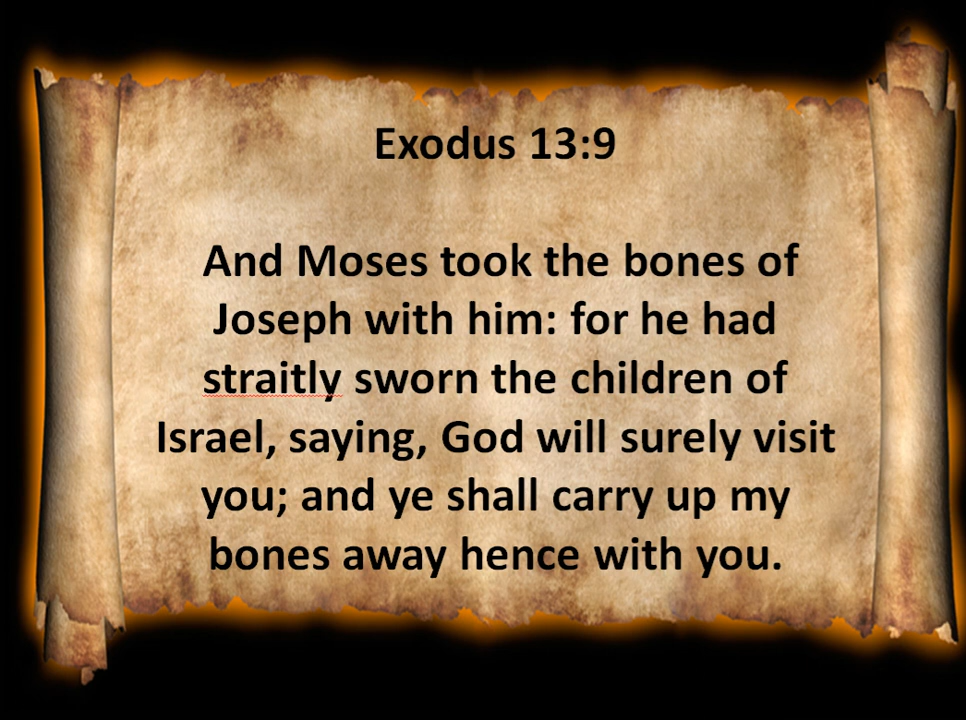 Exodus 13:9
And Moses took the bones of
Joseph with him: for he had
straitly sworn the children of
Israel, saying, God will surely visit
you; and ye shall carry up my
bones away hence with you.